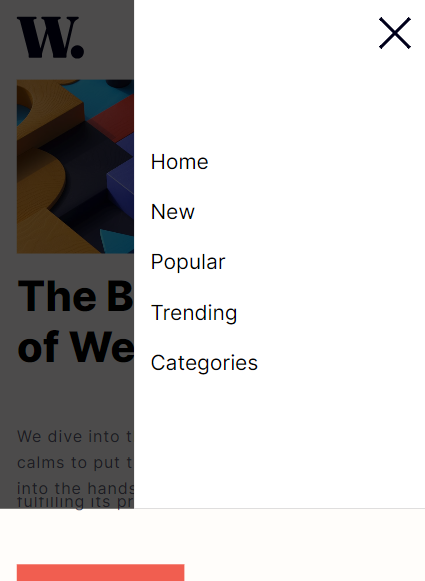 W.
Home
New
Popular
Trending
Categories
The B
of We
We dive into t
calms to put t
into the hands
fulfilling its pr